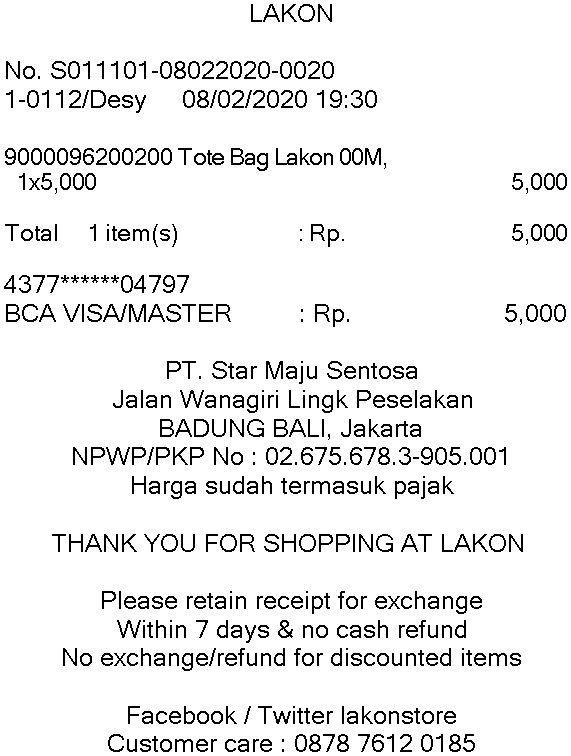 LAKON
No. S011101-08022020-0020
1-0112/Desy 08/02/2020 19:30
9000096200200 Tote Bag Lakon 00M,
1x5,000 5,000
Total 1 item(s) : Rp. 5,000
4377******04797
BCA VISA/MASTER : Rp. 5,000
PT. Star Maju Sentosa
Jalan Wanagiri Lingk Peselakan
BADUNG BALI, Jakarta
NPWP/PKP No : 02.675.678.3-905.001
Harga sudah termasuk pajak
THANK YOU FOR SHOPPING AT LAKON
Please retain receipt for exchange
Within 7 days & no cash refund
No exchange/refund for discounted items
Facebook / Twitter lakonstore
Customer care : 0878 7612 0185